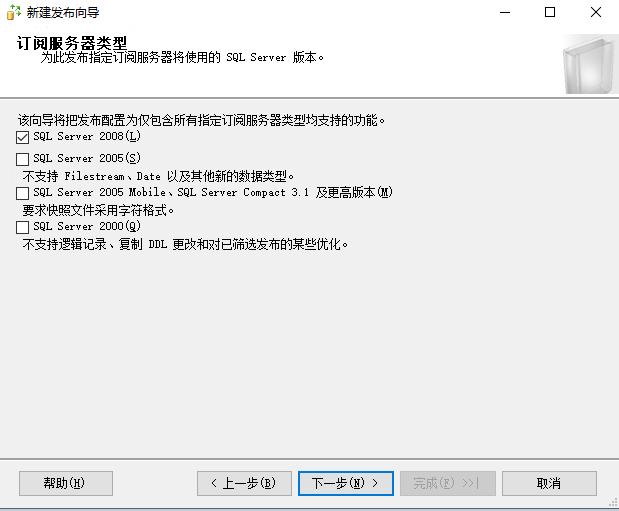 新建发布向导
订阅服务器类型
为此发布指定订阅服务器将使用的 SQL Server 版本。
该向导将把发布配置为仅包含所有指定订阅服务器类型均支持的功能。
SQL Server 2008(L)
SQL Server 2005(S)
不支持 Filestream、Date 以及其他新的数据类型。
SQL Server 2005 Mobile、SQL Server Compact 3.1 及更高版本(M)
要求快照文件采用字符格式。
SQL Server 2000(Q)
不支持逻辑记录、复制 DDL 更改和对已筛选发布的某些优化。
帮助(H)
< 上一步(B)
下一步(N) >
完成(F) >>|
取消